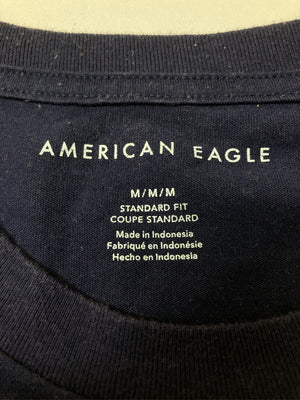 AMERICAN EAGLE
M/M/M
STANDARD FIT
COUPE STANDARD
Made in Indonesia
Fabriqué en Indonésie
Hecho en Indonesia